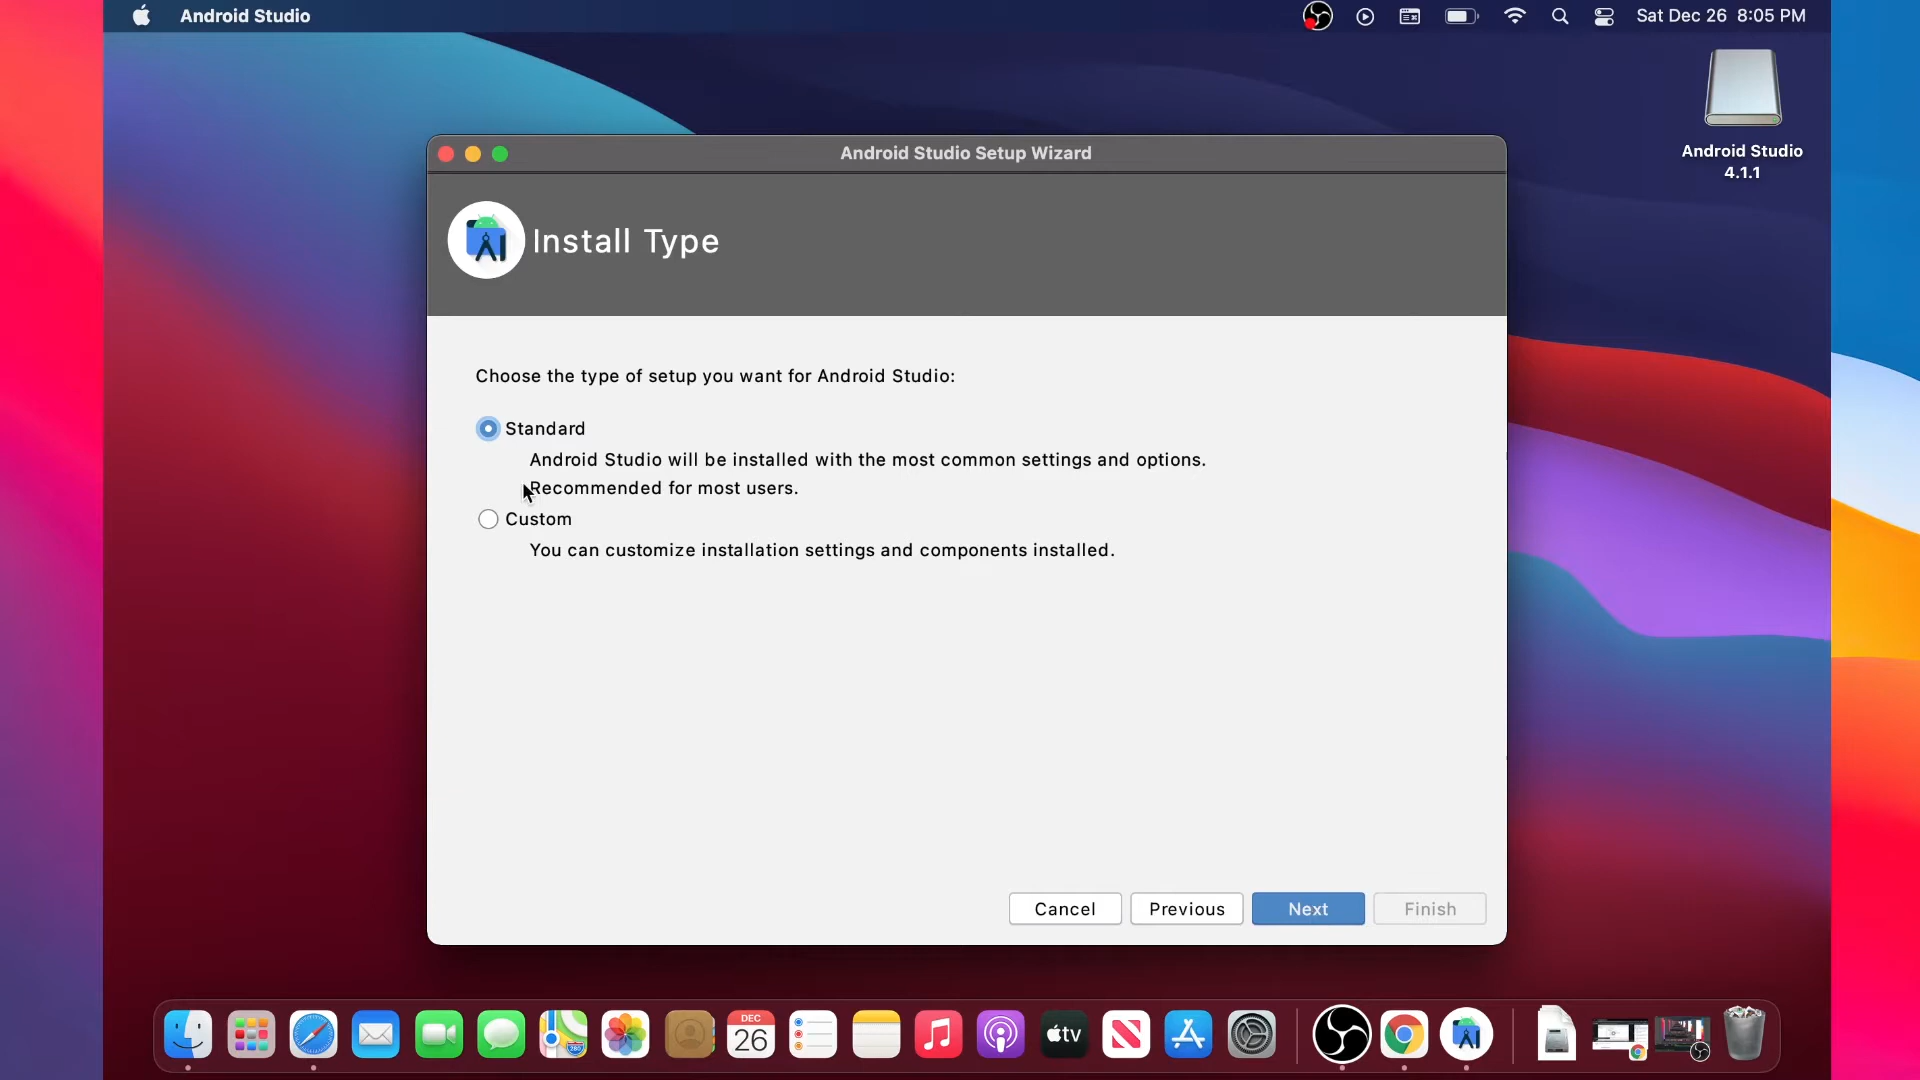 Android Studio
Sat Dec 26 8:05 PM
Android Studio
4.1.1
Android Studio Setup Wizard
Install Type
Choose the type of setup you want for Android Studio:
Standard
Android Studio will be installed with the most common settings and options.
Recommended for most users.
Custom
You can customize installation settings and components installed.
Cancel
Previous
Next
Finish
DEC
26
tv